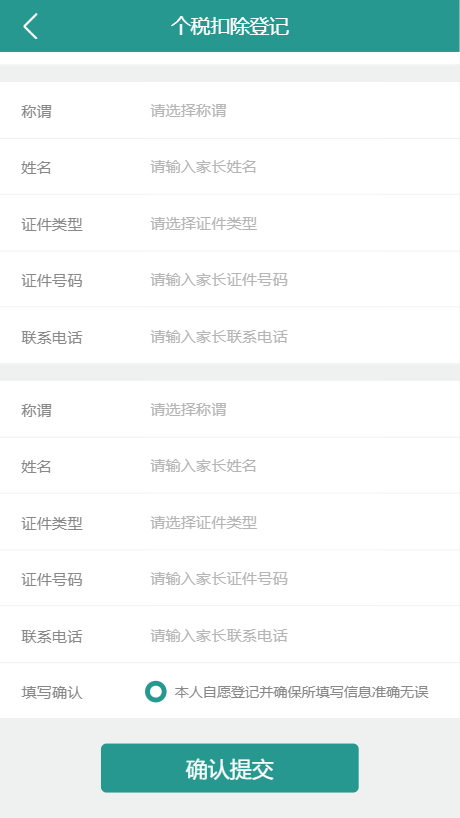 个税扣除登记
称谓 请选择称谓
姓名 请输入家长姓名
证件类型 请选择证件类型
证件号码 请输入家长证件号码
联系电话 请输入家长联系电话
称谓 请选择称谓
姓名 请输入家长姓名
证件类型 请选择证件类型
证件号码 请输入家长证件号码
联系电话 请输入家长联系电话
填写确认 本人自愿登记并确保所填写信息准确无误
确认提交